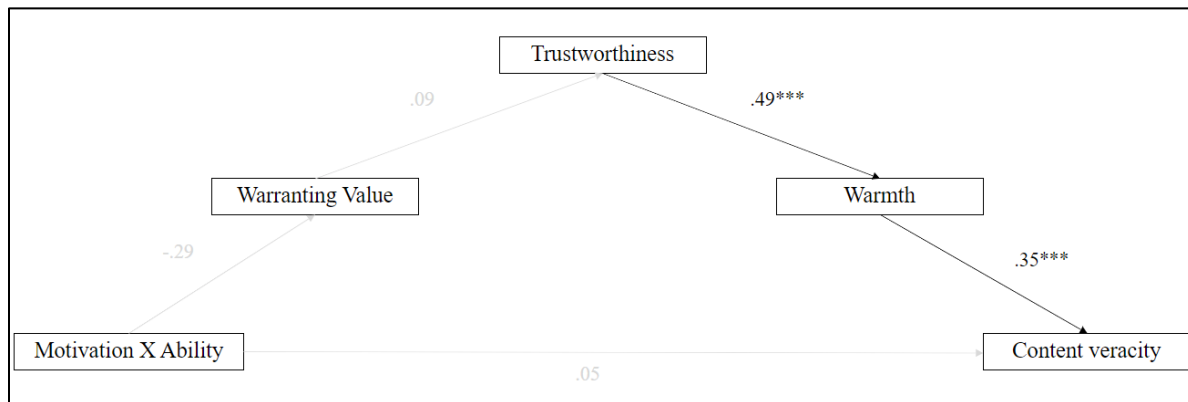 Trustworthiness
.09
.49***
Warranting Value
Warmth
-.29
.35***
Motivation X Ability
Content veracity
.05